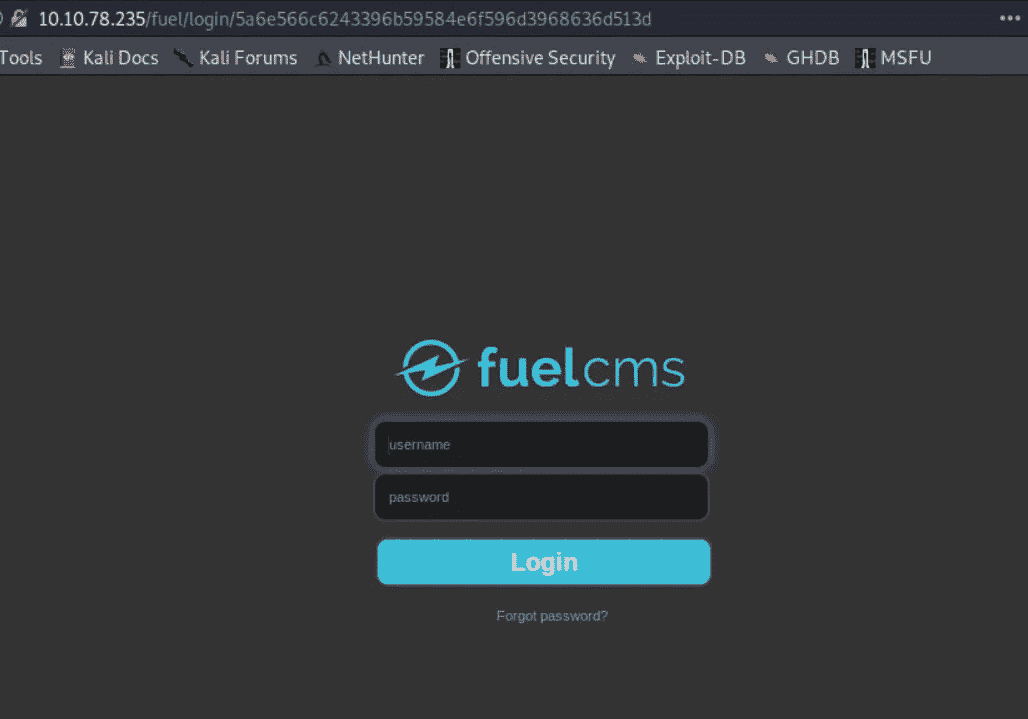 10.10.78.235/fuel/login/5a6e566c6243396b59584e6f596d3968636d513d
Tools Kali Docs Kali Forums NetHunter Offensive Security Exploit-DB GHDB MSFU
fuelcms
username
password
Login
Forgot password?